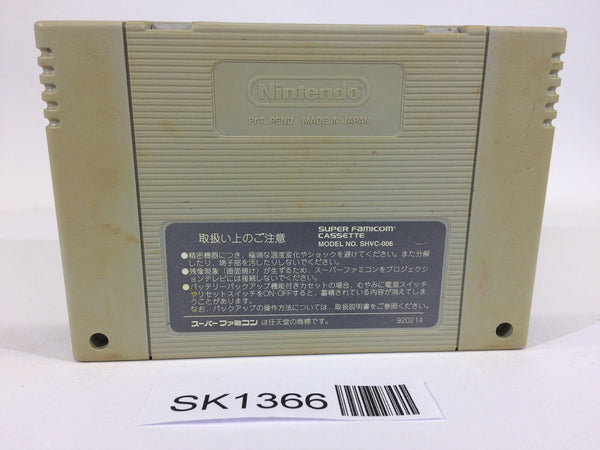 Nintendo
PAT. PEND. MADE IN JAPAN
取扱い上のご注意
SUPER Famicom
CASSETTE
MODEL NO. SHVC-006
●精密機器につき、極端な温度変化やショックを避けてください。また分解
したり、端子部を汚したりしないでください。
●残像現象（画面焼け）が生ずるため、スーパーファミコンをプロジェクシ
ョンテレビには接続しないでください。
●バッテリーバックアップ機能付きカセットの場合、むやみに電源スイッチ
やリセットスイッチをON・OFFすると、蓄積されている内容が消えてしま
うことがあります。
なお、バックアップの操作方法については、取扱説明書をご参照ください。
スーパーファミコン は任天堂の商標です。
920214
SK1366